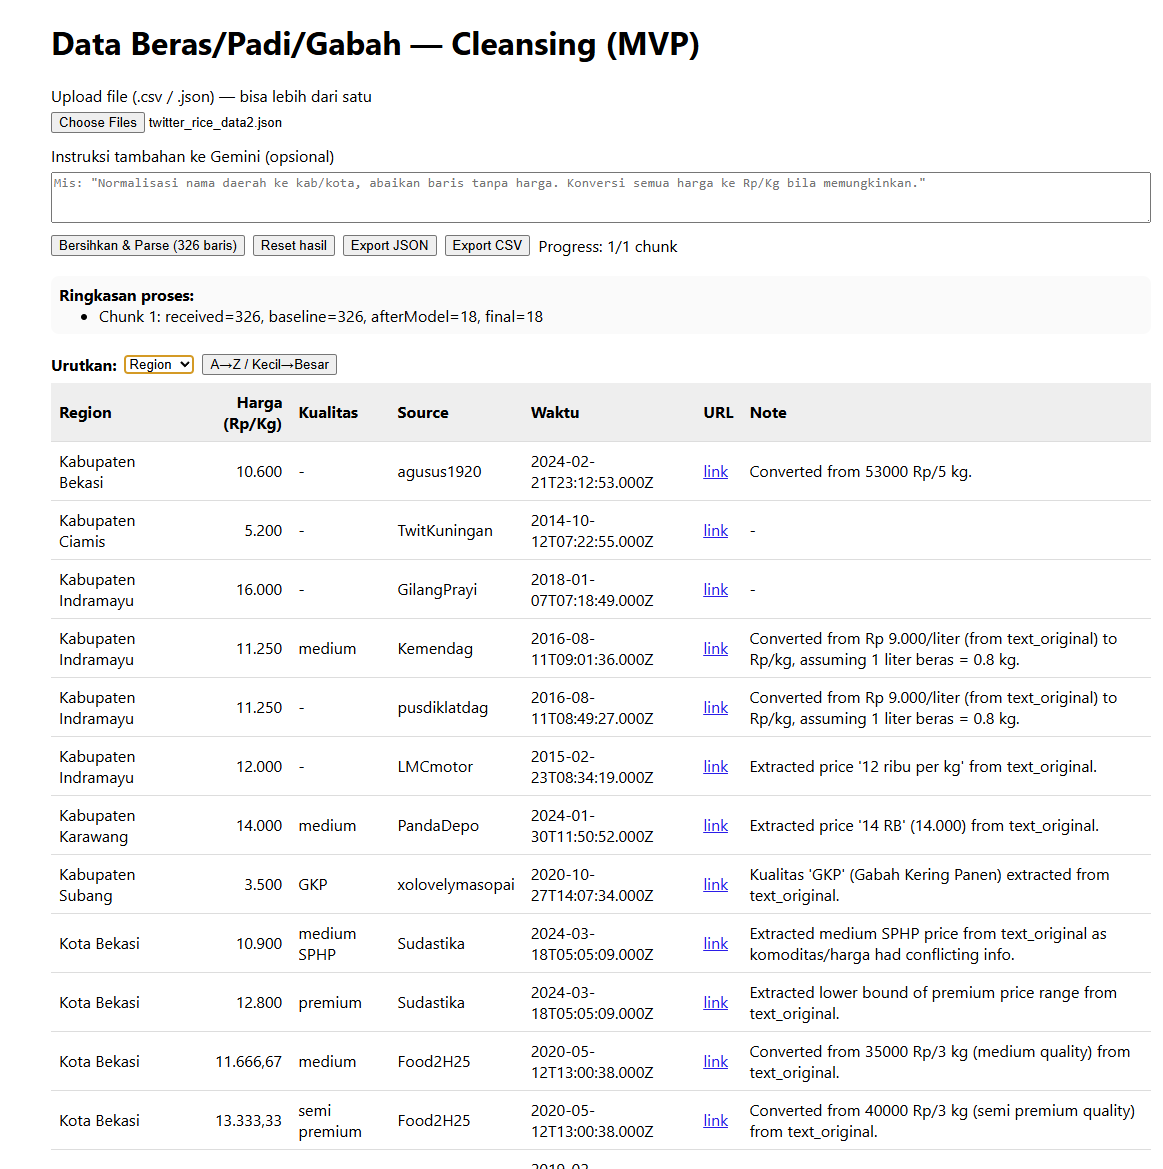 Data Beras/Padi/Gabah — Cleansing (MVP)
Upload file (.csv / .json) — bisa lebih dari satu
Choose Files twitter_rice_data2.json
Instruksi tambahan ke Gemini (opsional)
Mis: "Normalisasi nama daerah ke kab/kota, abaikan baris tanpa harga. Konversi semua harga ke Rp/Kg bila memungkinkan."
Bersihkan & Parse (326 baris) Reset hasil Export JSON Export CSV Progress: 1/1 chunk
Ringkasan proses:
• Chunk 1: received=326, baseline=326, afterModel=18, final=18
Urutkan: Region A→Z / Kecil→Besar
Region Harga (Rp/Kg) Kualitas Source Waktu URL Note
Kabupaten Bekasi 10.600 - agusus1920 2024-02-21T23:12:53.000Z link Converted from 53000 Rp/5 kg.
Kabupaten Ciamis 5.200 - TwitKuningan 2014-10-12T07:22:55.000Z link -
Kabupaten Indramayu 16.000 - GilangPrayi 2018-01-07T07:18:49.000Z link -
Kabupaten Indramayu 11.250 medium Kemendag 2016-08-11T09:01:36.000Z link Converted from Rp 9.000/liter (from text_original) to Rp/kg, assuming 1 liter beras = 0.8 kg.
Kabupaten Indramayu 11.250 - pusdiklatdag 2016-08-11T08:49:27.000Z link Converted from Rp 9.000/liter (from text_original) to Rp/kg, assuming 1 liter beras = 0.8 kg.
Kabupaten Indramayu 12.000 - LMCmotor 2015-02-23T08:34:19.000Z link Extracted price '12 ribu per kg' from text_original.
Kabupaten Karawang 14.000 medium PandaDepo 2024-01-30T11:50:52.000Z link Extracted price '14 RB' (14.000) from text_original.
Kabupaten Subang 3.500 GKP xolovelymasopai 2020-10-27T14:07:34.000Z link Kualitas 'GKP' (Gabah Kering Panen) extracted from text_original.
Kota Bekasi 10.900 medium SPHP Sudastika 2024-03-18T05:05:09.000Z link Extracted medium SPHP price from text_original as komoditas/harga had conflicting info.
Kota Bekasi 12.800 premium Sudastika 2024-03-18T05:05:09.000Z link Extracted lower bound of premium price range from text_original.
Kota Bekasi 11.666,67 medium Food2H25 2020-05-12T13:00:38.000Z link Converted from 35000 Rp/3 kg (medium quality) from text_original.
Kota Bekasi 13.333,33 semi premium Food2H25 2020-05-12T13:00:38.000Z link Converted from 40000 Rp/3 kg (semi premium quality) from text_original.